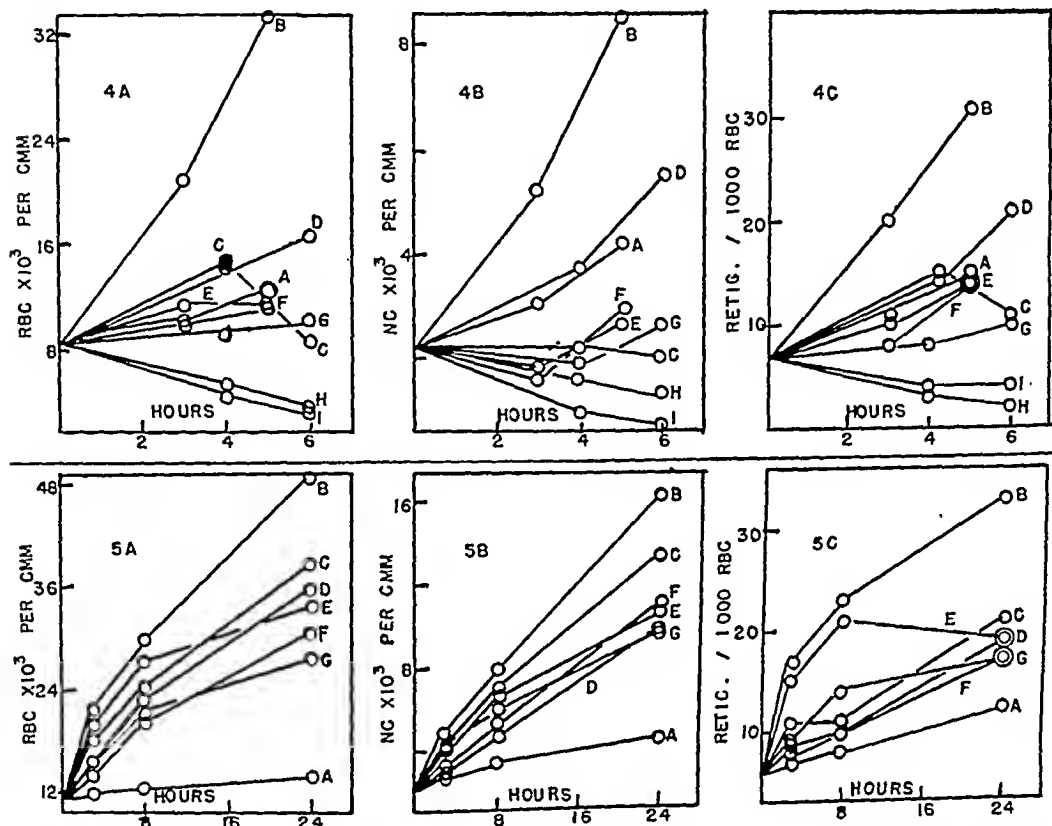 4A
RBC X10³ PER CMM
32
24
16
8
B
D
C
A
E
F
G
C
H
I
HOURS
2 4 6
4B
NC X10³ PER CMM
8
4
B
D
A
F
E
G
C
H
I
HOURS
2 4 6
4C
RETIG. / 1000 RBC
30
20
10
B
D
A
E
F
C
G
I
H
HOURS
2 4 6
5A
RBC X10³ PER CMM
48
36
24
12
B
C
D
E
F
G
A
HOURS
8 16 24
5B
NC X10³ PER CMM
16
8
B
C
F
E
G
D
A
HOURS
8 16 24
5C
RETIG. / 1000 RBC
30
20
10
B
E
C
D
G
F
A
HOURS
8 16 24